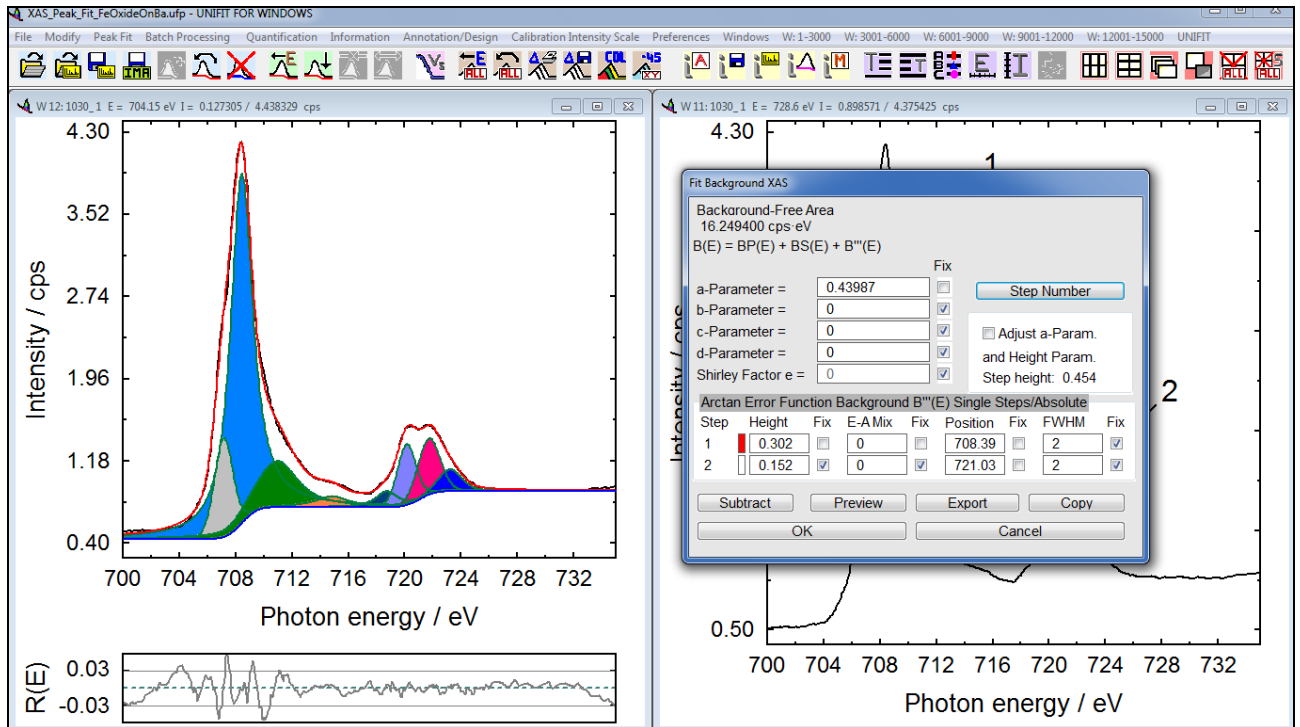 XAS_Peak_Fit_FeOxideOnBa.ufp - UNIFIT FOR WINDOWS
File Modify Peak Fit Batch Processing Quantification Information Annotation/Design Calibration Intensity Scale Preferences Windows W: 1-3000 W: 3001-6000 W: 6001-9000 W: 9001-12000 W: 12001-15000 UNIFIT
W 12: 1030_1 E = 704.15 eV I = 0.127305 / 4.438329 cps
4.30
3.52
2.74
1.96
1.18
0.40
Intensity / cps
700 704 708 712 716 720 724 728 732
Photon energy / eV
R(E)
0.03
-0.03
W 11: 1030_1 E = 728.6 eV I = 0.898571 / 4.375425 cps
4.30
1
2
0.50
700 704 708 712 716 720 724 728 732
Photon energy / eV
Fit Background XAS
Background-Free Area
16.249400 cps·eV
B(E) = BP(E) + BS(E) + B'''(E)
Fix
a-Parameter = 0.43987
Step Number
b-Parameter = 0
c-Parameter = 0
Adjust a-Param.
d-Parameter = 0
and Height Param.
Shirley Factor e = 0
Step height: 0.454
Arctan Error Function Background B'''(E) Single Steps/Absolute
Step Height Fix E-A Mix Fix Position Fix FWHM Fix
1 0.302 0 708.39 2
2 0.152 0 721.03 2
Subtract Preview Export Copy
OK Cancel